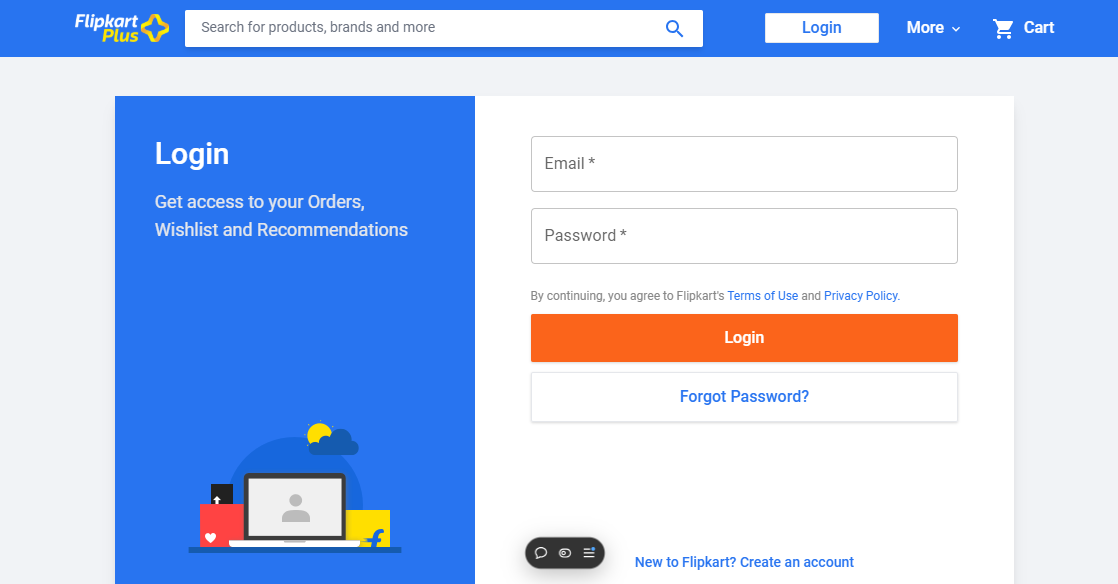 Flipkart
Plus
Search for products, brands and more
Login
More
Cart
Login
Get access to your Orders,
Wishlist and Recommendations
Email *
Password *
By continuing, you agree to Flipkart's Terms of Use and Privacy Policy.
Login
Forgot Password?
New to Flipkart? Create an account